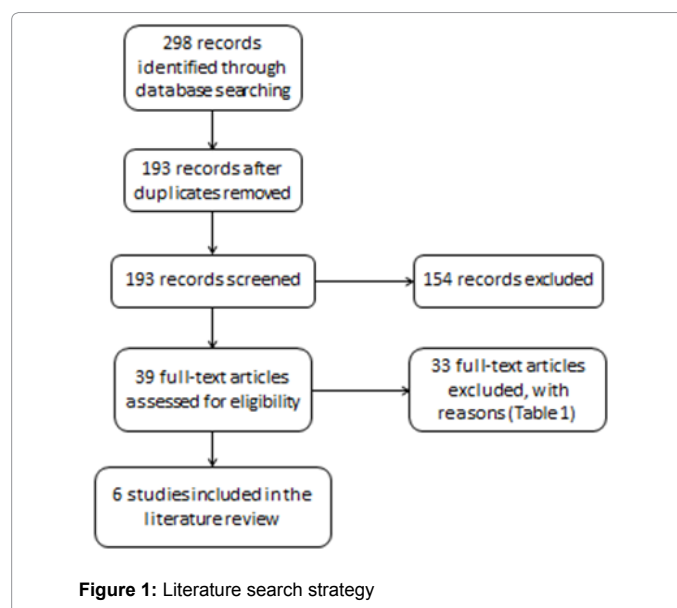 298 records
identified through
database searching
193 records after
duplicates removed
193 records screened
154 records excluded
39 full-text articles
assessed for eligibility
33 full-text articles
excluded, with
reasons (Table 1)
6 studies included in the
literature review
Figure 1: Literature search strategy